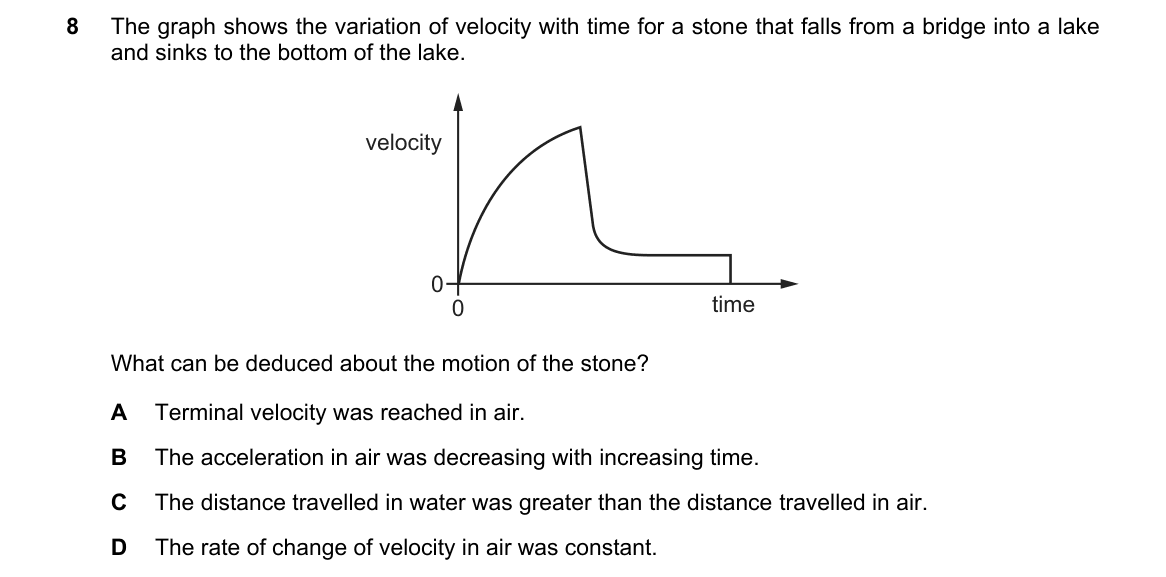 8 The graph shows the variation of velocity with time for a stone that falls from a bridge into a lake
and sinks to the bottom of the lake.
velocity
0
0
time
What can be deduced about the motion of the stone?
A Terminal velocity was reached in air.
B The acceleration in air was decreasing with increasing time.
C The distance travelled in water was greater than the distance travelled in air.
D The rate of change of velocity in air was constant.